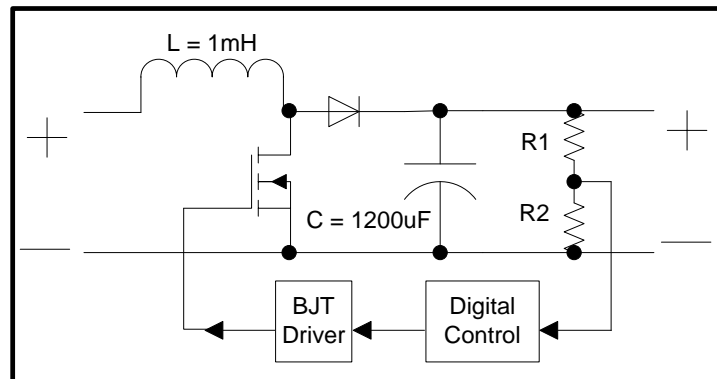 L = 1mH
+
+
R1
R2
C = 1200uF
—
—
BJT
Driver
Digital
Control